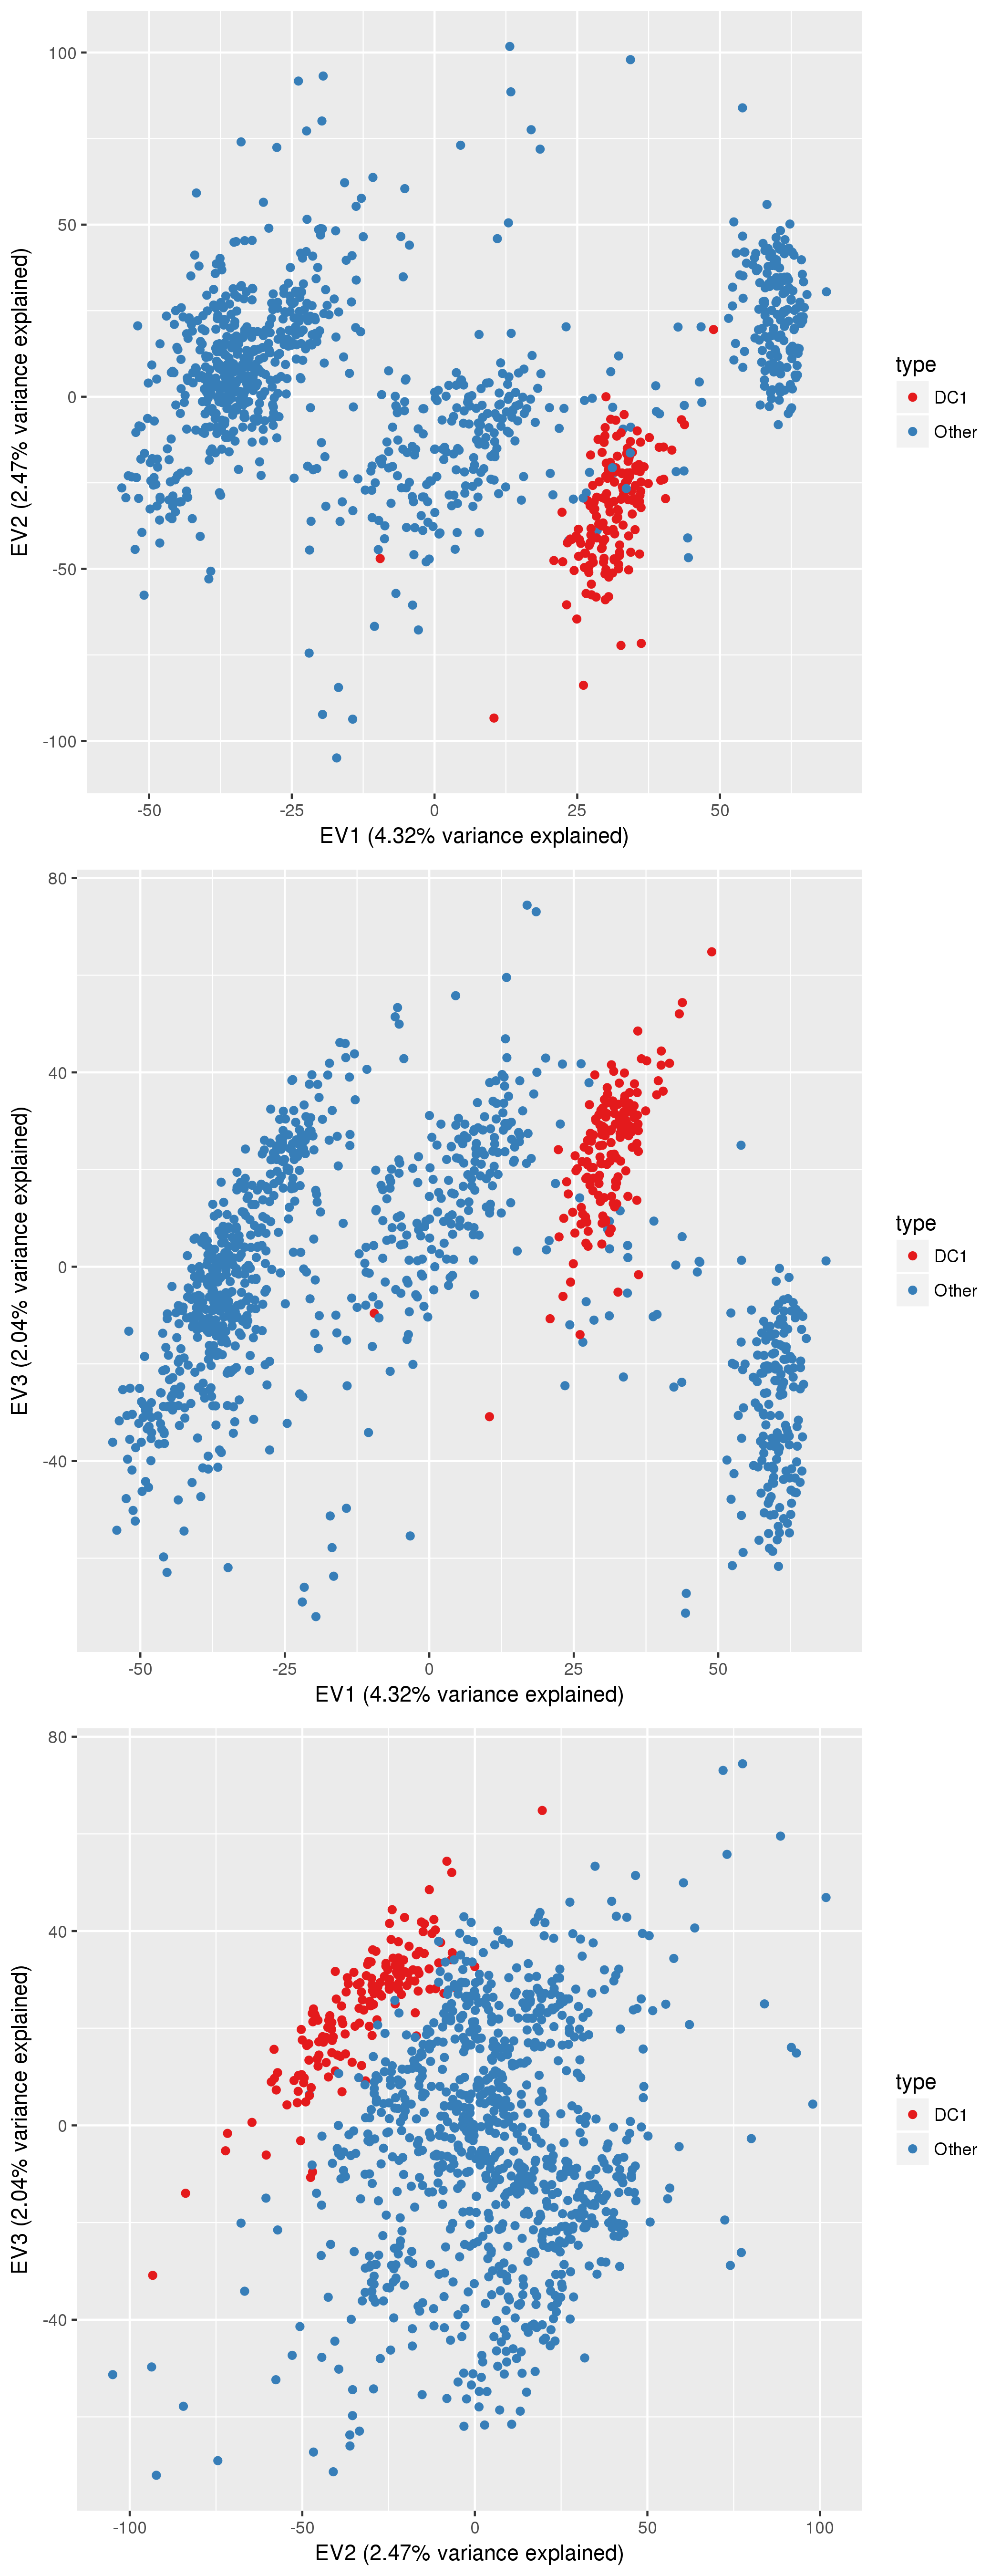 100
50
0
-50
-100
EV2 (2.47% variance explained)
-50 -25 0 25 50
EV1 (4.32% variance explained)
type
DC1
Other
80
40
0
-40
EV3 (2.04% variance explained)
-50 -25 0 25 50
EV1 (4.32% variance explained)
type
DC1
Other
80
40
0
-40
EV3 (2.04% variance explained)
-100 -50 0 50 100
EV2 (2.47% variance explained)
type
DC1
Other